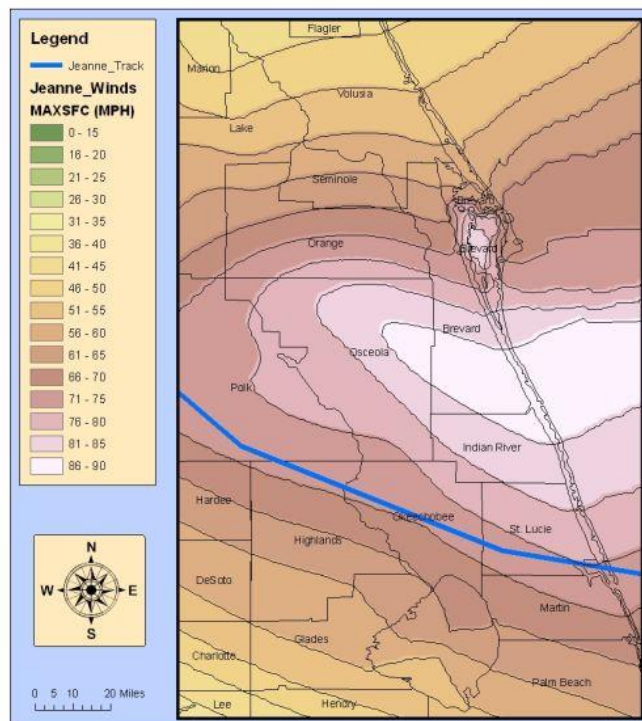 Legend
Jeanne_Track
Jeanne_Winds
MAXSFC (MPH)
0 - 15
16 - 20
21 - 25
26 - 30
31 - 35
36 - 40
41 - 45
46 - 50
51 - 55
56 - 60
61 - 65
66 - 70
71 - 75
76 - 80
81 - 85
86 - 90
N
W E
S
0 5 10 20 Miles
Flagler
Marion
Volusia
Lake
Seminole
Brevard
Orange
Brevard
Brevard
Osceola
Polk
Indian River
Hardee
Okeechobee
St. Lucie
Highlands
DeSoto
Martin
Glades
Charlotte
Palm Beach
Lee
Hendry